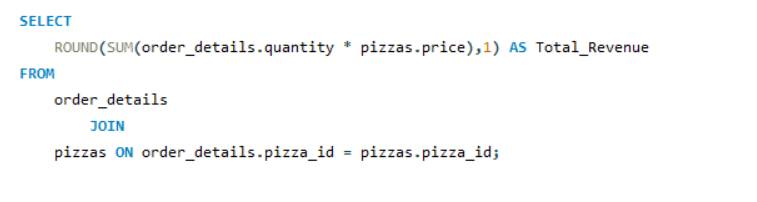 SELECT
ROUND(SUM(order_details.quantity * pizzas.price),1) AS Total_Revenue
FROM
order_details
JOIN
pizzas ON order_details.pizza_id = pizzas.pizza_id;